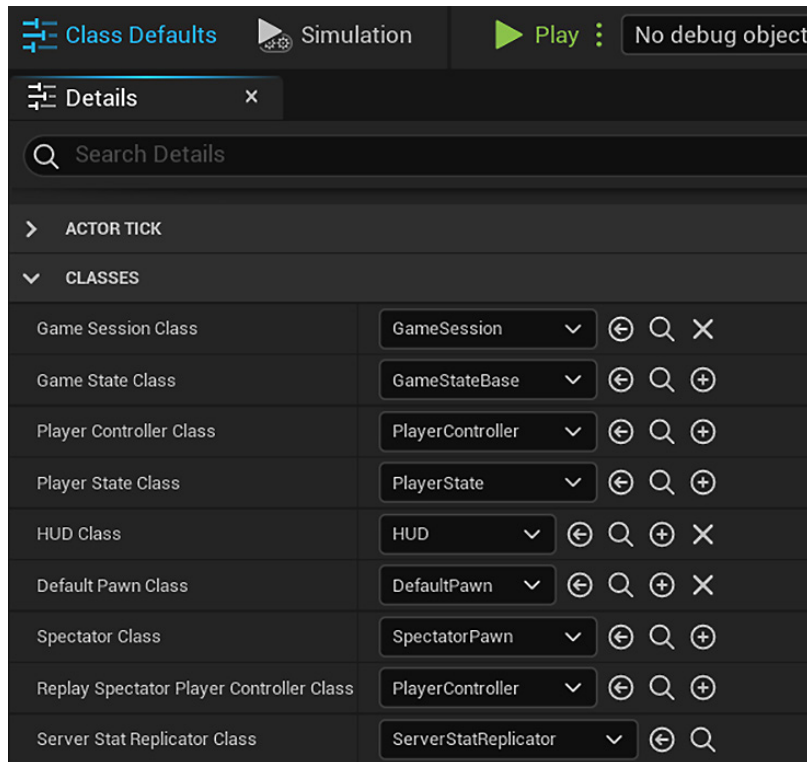 Class Defaults Simulation Play No debug object
Details
Search Details
ACTOR TICK
CLASSES
Game Session Class GameSession
Game State Class GameStateBase
Player Controller Class PlayerController
Player State Class PlayerState
HUD Class HUD
Default Pawn Class DefaultPawn
Spectator Class SpectatorPawn
Replay Spectator Player Controller Class PlayerController
Server Stat Replicator Class ServerStatReplicator